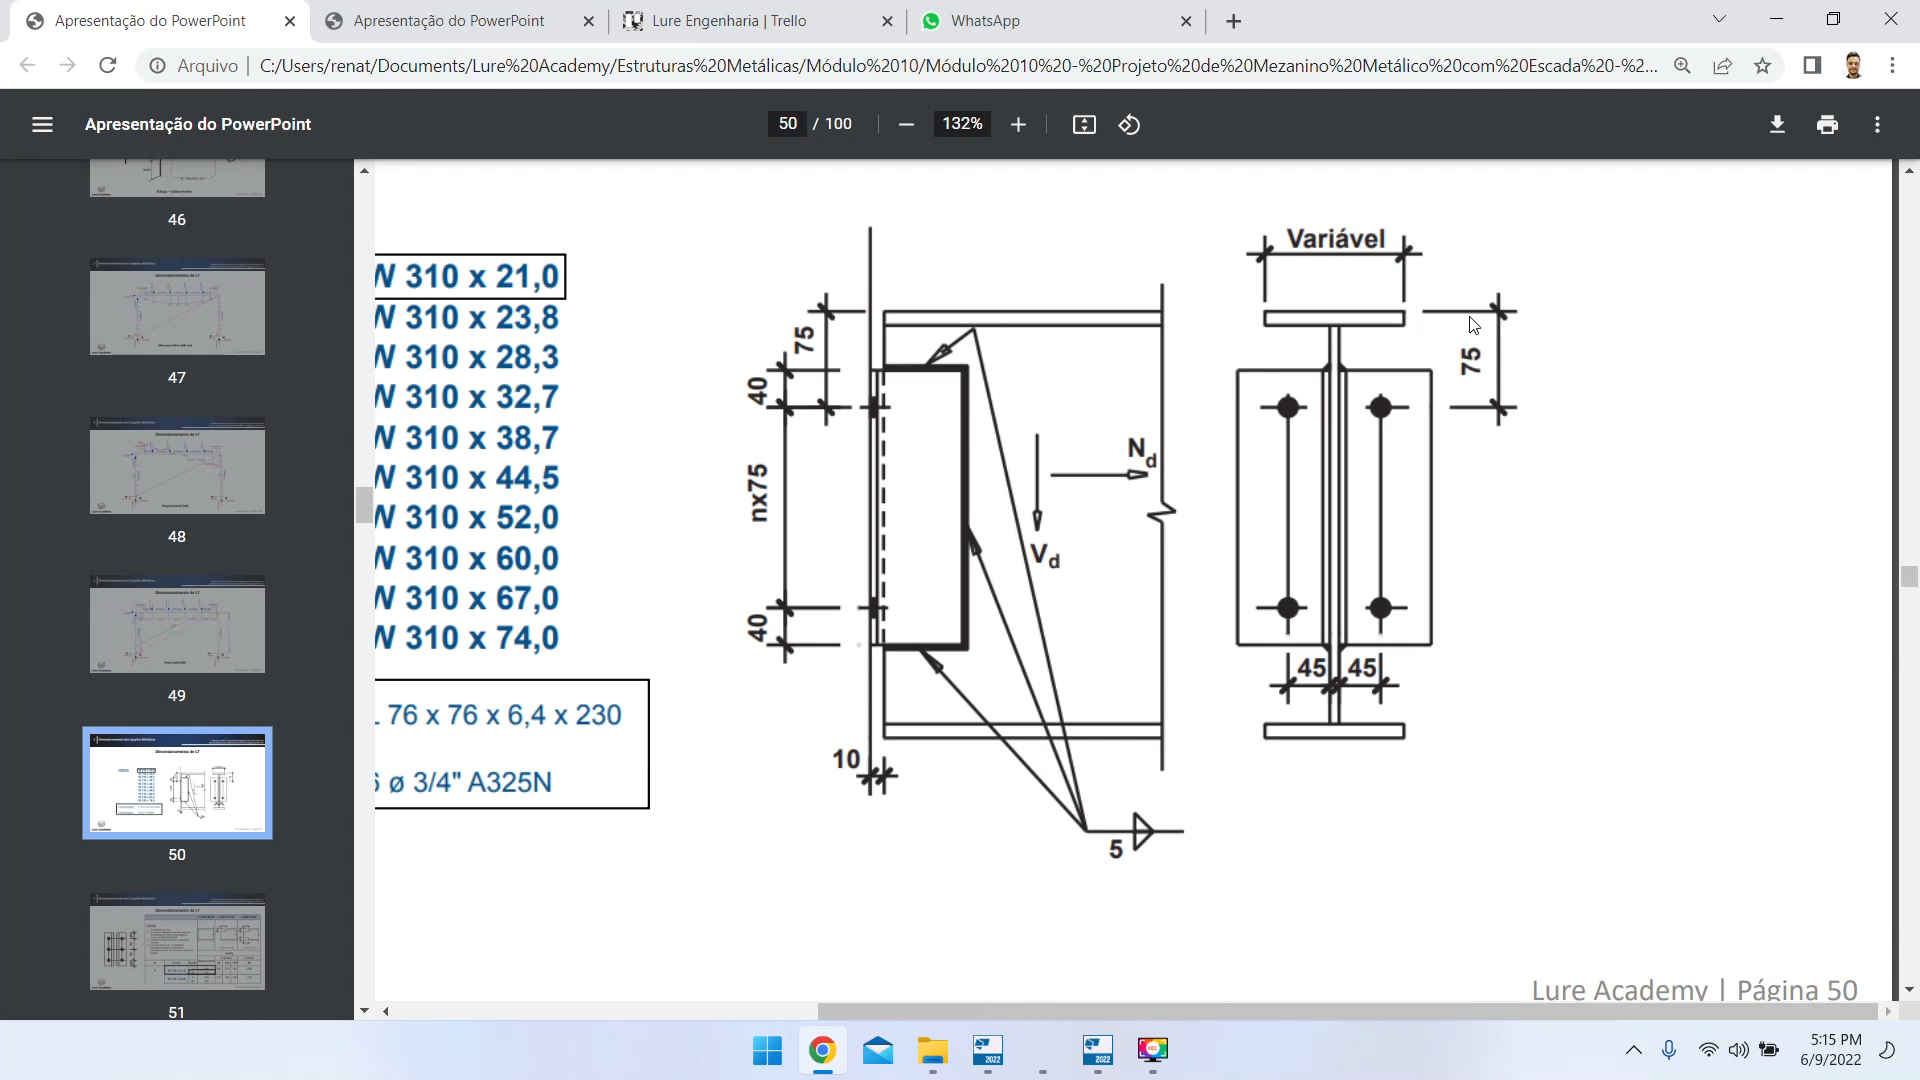 Apresentação do PowerPoint
Apresentação do PowerPoint
Lure Engenharia | Trello
WhatsApp
Arquivo
C:/Users/renat/Documents/Lure%20Academy/Estruturas%20Metálicas/Módulo%2010/Módulo%2010%20-%20Projeto%20de%20Mezanino%20Metálico%20com%20Escada%20-%2...
Apresentação do PowerPoint
50 / 100
132%
46
47
48
49
50
51
W 310 x 21,0
W 310 x 23,8
W 310 x 28,3
W 310 x 32,7
W 310 x 38,7
W 310 x 44,5
W 310 x 52,0
W 310 x 60,0
W 310 x 67,0
W 310 x 74,0
76 x 76 x 6,4 x 230
ø 3/4" A325N
75
40
nx75
40
10
Nd
Vd
5
Variável
75
45 45
Lure Academy | Página 50
2022
2022
5:15 PM
6/9/2022